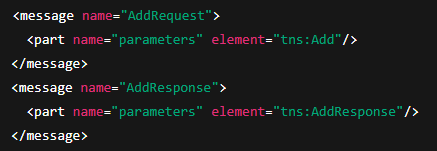 <message name="AddRequest">
  <part name="parameters" element="tns:Add"/>
</message>
<message name="AddResponse">
  <part name="parameters" element="tns:AddResponse"/>
</message>